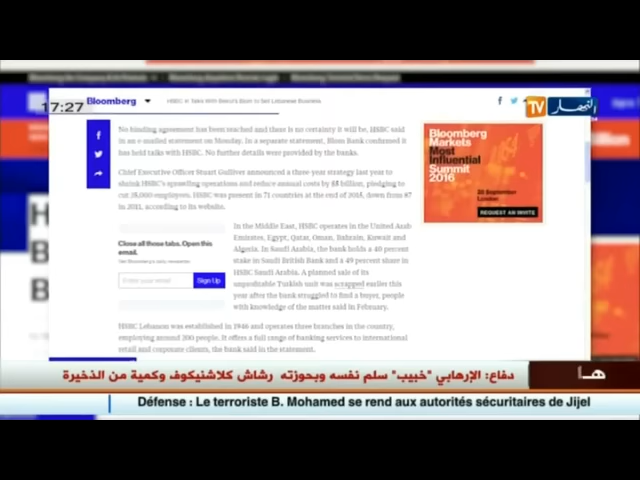 17:27
Bloomberg
HSBC in Talks With Beirut's Blom to Sell Lebanese Business
TV النهار
No binding agreement has been reached and there is no certainty it will be, HSBC said
in an e-mailed statement on Monday. In a separate statement, Blom Bank confirmed it
has held talks with HSBC. No further details were provided by the banks.
Chief Executive Officer Stuart Gulliver announced a three-year strategy last year to
shrink HSBC's sprawling operations and reduce annual costs by $5 billion, pledging to
cut 25,000 employees. HSBC was present in 71 countries at the end of 2015, down from 87
in 2011, according to its website.
In the Middle East, HSBC operates in the United Arab
Emirates, Egypt, Qatar, Oman, Bahrain, Kuwait and
Algeria. In Saudi Arabia, the bank holds a 40 percent
stake in Saudi British Bank and a 49 percent share in
HSBC Saudi Arabia. A planned sale of its
unprofitable Turkish unit was scrapped earlier this
year after the bank struggled to find a buyer, people
with knowledge of the matter said in February.
Close all those tabs. Open this
email.
Get Bloomberg's daily newsletter.
Enter your email
Sign Up
HSBC Lebanon was established in 1946 and operates three branches in the country,
employing around 200 people. It offers a full range of banking services to international
retail and corporate clients, the bank said in the statement.
Bloomberg
Markets
Most
Influential
Summit
2016
28 September
London
REQUEST AN INVITE
دفاع: الإرهابي "خبيب" سلم نفسه وبحوزته رشاش كلاشنيكوف وكمية من الذخيرة
Défense : Le terroriste B. Mohamed se rend aux autorités sécuritaires de Jijel